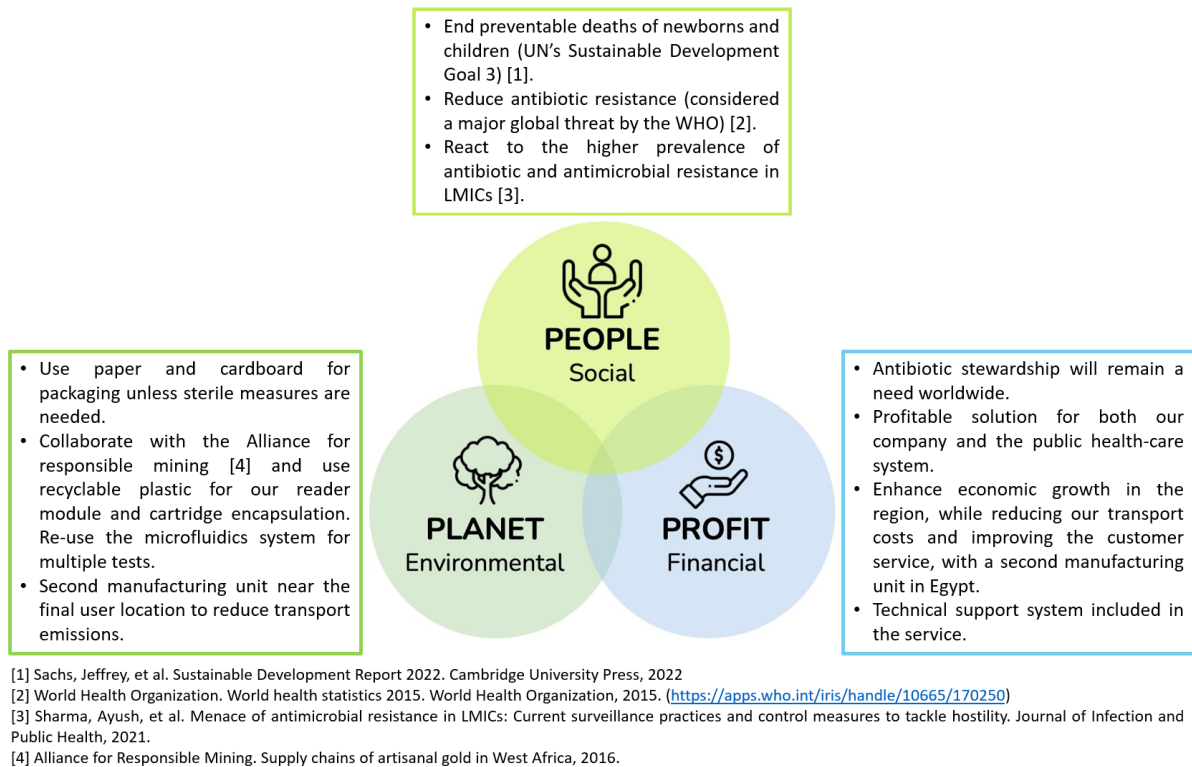 • End preventable deaths of newborns and
children (UN's Sustainable Development
Goal 3) [1].
• Reduce antibiotic resistance (considered
a major global threat by the WHO) [2].
• React to the higher prevalence of
antibiotic and antimicrobial resistance in
LMICs [3].
PEOPLE
Social
• Use paper and cardboard for
packaging unless sterile measures are
needed.
• Collaborate with the Alliance for
responsible mining [4] and use
recyclable plastic for our reader
module and cartridge encapsulation.
Re-use the microfluidics system for
multiple tests.
• Second manufacturing unit near the
final user location to reduce transport
emissions.
PLANET
Environmental
$
PROFIT
Financial
• Antibiotic stewardship will remain a
need worldwide.
• Profitable solution for both our
company and the public health-care
system.
• Enhance economic growth in the
region, while reducing our transport
costs and improving the customer
service, with a second manufacturing
unit in Egypt.
• Technical support system included in
the service.
[1] Sachs, Jeffrey, et al. Sustainable Development Report 2022. Cambridge University Press, 2022
[2] World Health Organization. World health statistics 2015. World Health Organization, 2015. (https://apps.who.int/iris/handle/10665/170250)
[3] Sharma, Ayush, et al. Menace of antimicrobial resistance in LMICs: Current surveillance practices and control measures to tackle hostility. Journal of Infection and
Public Health, 2021.
[4] Alliance for Responsible Mining. Supply chains of artisanal gold in West Africa, 2016.